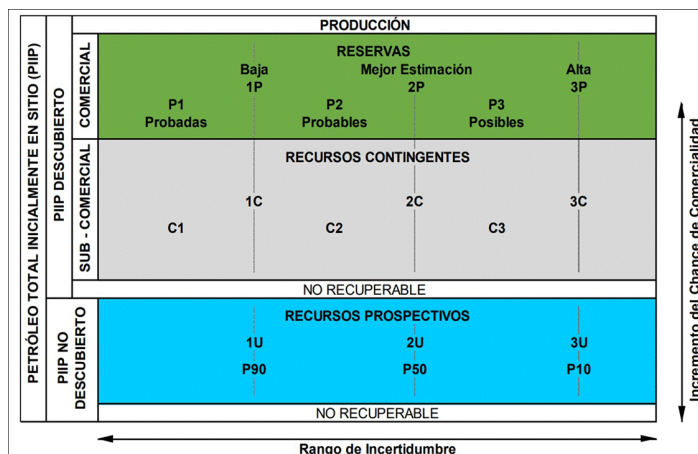 PRODUCCIÓN
PETRÓLEO TOTAL INICIALMENTE EN SITIO (PIIP)
PIIP DESCUBIERTO
COMERCIAL
RESERVAS
Baja Mejor Estimación Alta
1P 2P 3P
P1 P2 P3
Probadas Probables Posibles
SUB - COMERCIAL
RECURSOS CONTINGENTES
1C 2C 3C
C1 C2 C3
NO RECUPERABLE
PIIP NO
DESCUBIERTO
RECURSOS PROSPECTIVOS
1U 2U 3U
P90 P50 P10
NO RECUPERABLE
Rango de Incertidumbre
Incremento del Chance de Comercialidad